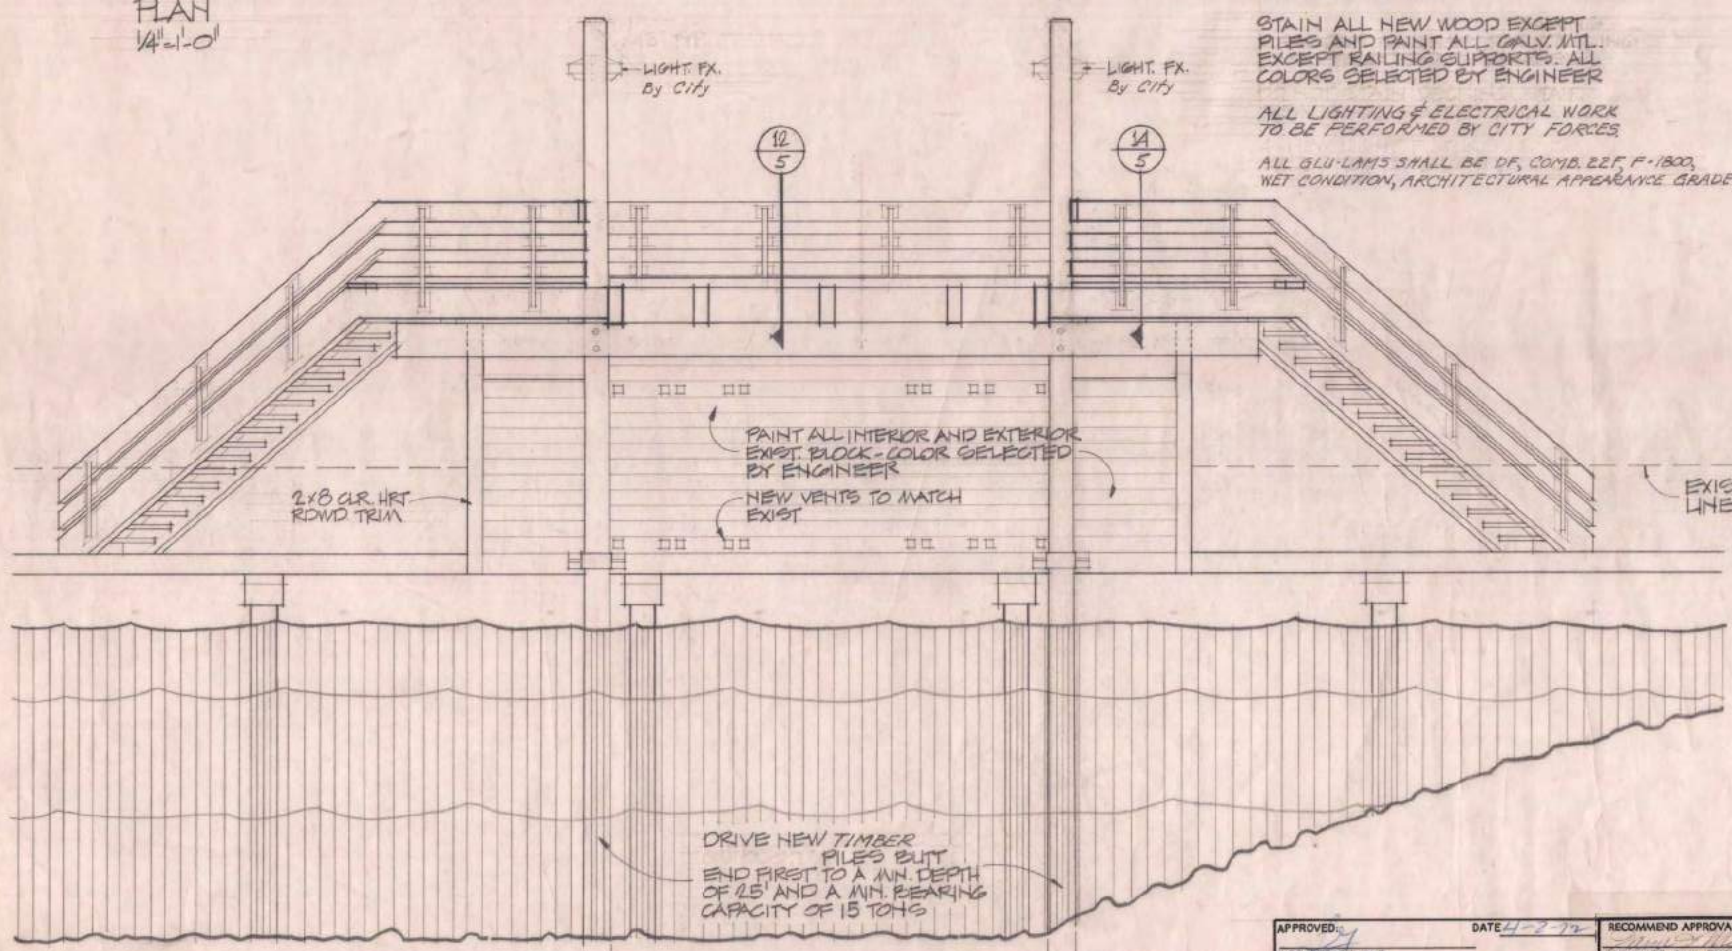 PLAN
1/4"=1'-0"
STAIN ALL NEW WOOD EXCEPT
PILES AND PAINT ALL GALV. MTL.
EXCEPT RAILING SUPPORTS. ALL
COLORS SELECTED BY ENGINEER
ALL LIGHTING & ELECTRICAL WORK
TO BE PERFORMED BY CITY FORCES
ALL GLU-LAMS SHALL BE DF, COMB. 22F, F-1800,
WET CONDITION, ARCHITECTURAL APPEARANCE GRADE
LIGHT. FX.
By City
LIGHT. FX.
By City
12
5
14
5
PAINT ALL INTERIOR AND EXTERIOR
EXIST. BLOCK-COLOR SELECTED
BY ENGINEER
2x8 CLR. HRT
RDWD TRIM
NEW VENTS TO MATCH
EXIST
EXIS
LINE
DRIVE NEW TIMBER
PILES BUTT
END FIRST TO A MIN. DEPTH
OF 25' AND A MIN. BEARING
CAPACITY OF 15 TONS
APPROVED:
DATE 4-2-72
RECOMMEND APPROVA